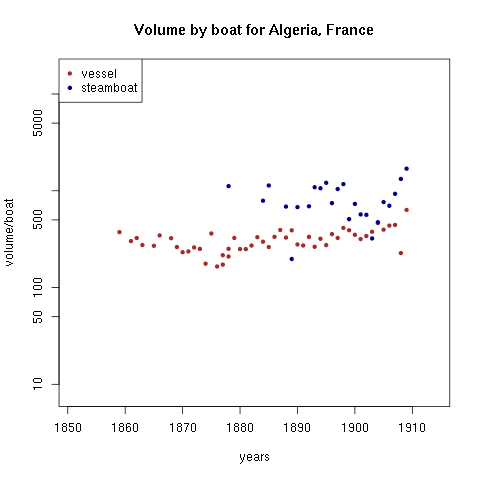 Volume by boat for Algeria, France
vessel
steamboat
5000
500
100
50
10
volume/boat
1850 1860 1870 1880 1890 1900 1910
years